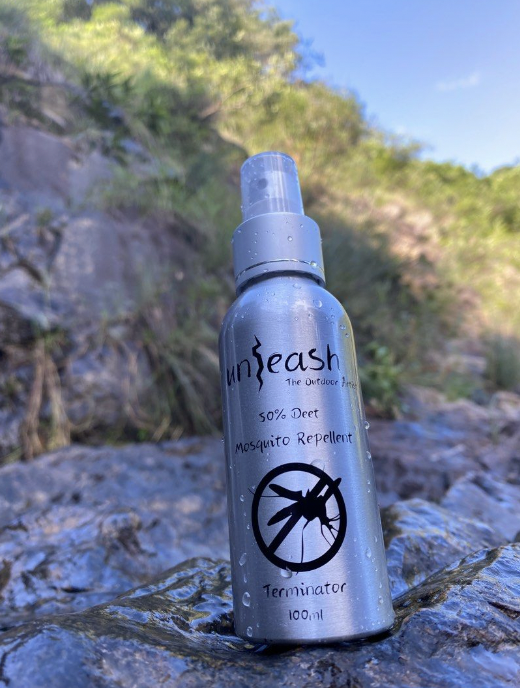 unleash
The Outdoor
50% Deet
Mosquito Repellent
Terminator
100ml